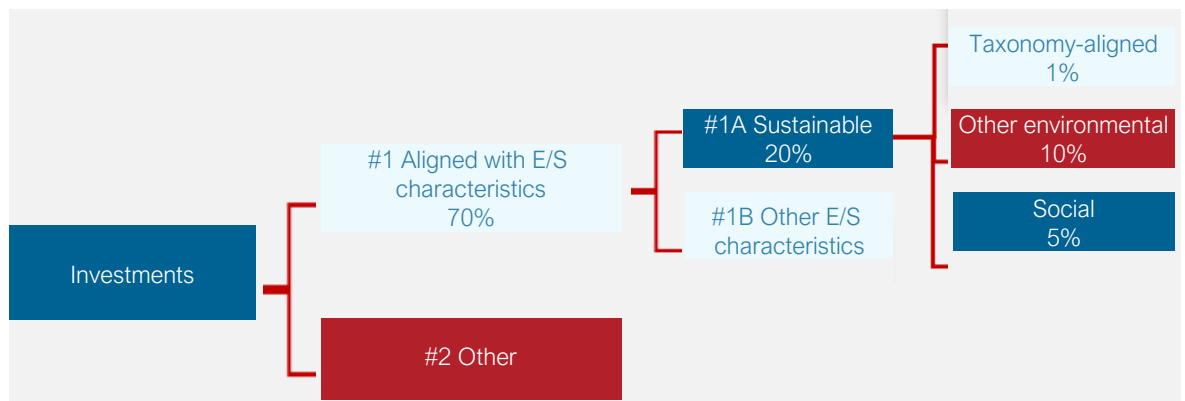 Investments
#1 Aligned with E/S
characteristics
70%
#2 Other
#1A Sustainable
20%
#1B Other E/S
characteristics
Taxonomy-aligned
1%
Other environmental
10%
Social
5%